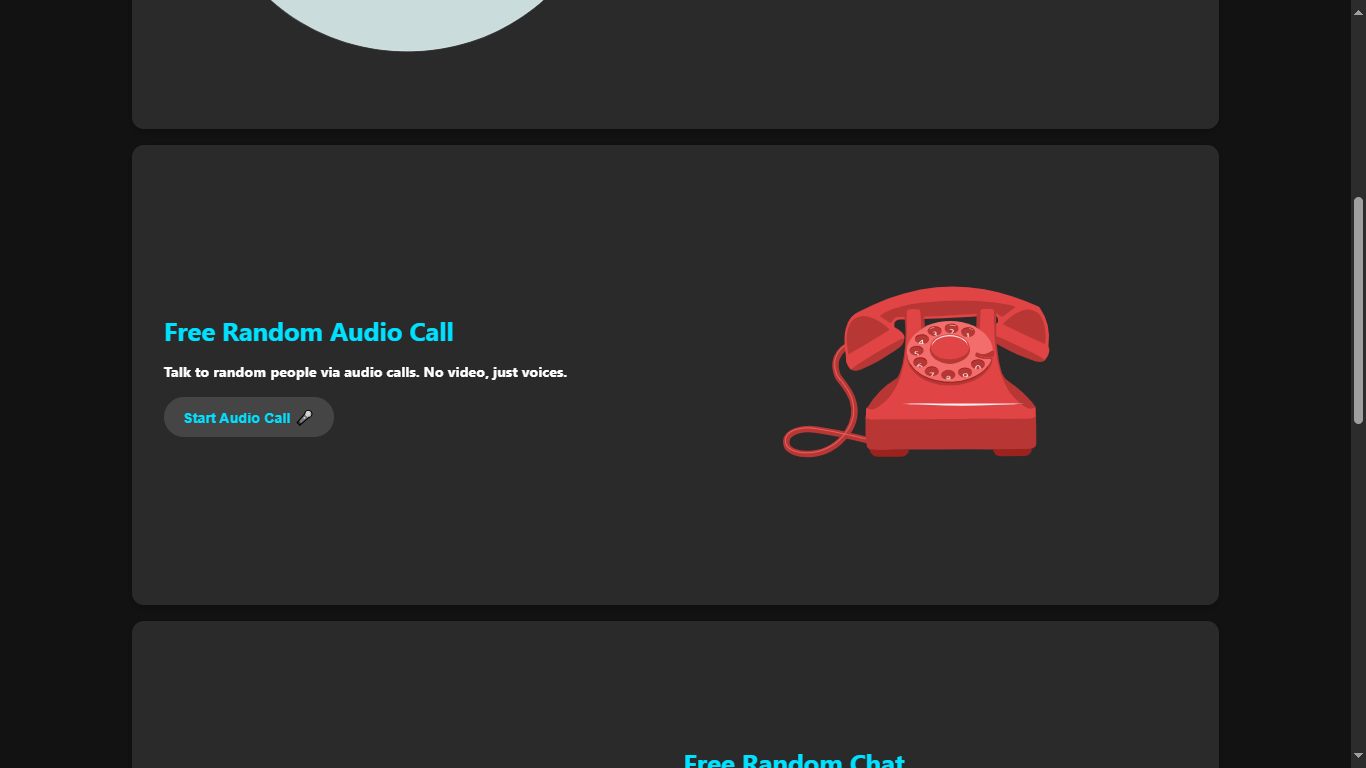 Free Random Audio Call
Talk to random people via audio calls. No video, just voices.
Start Audio Call 🎤
Free Random Chat